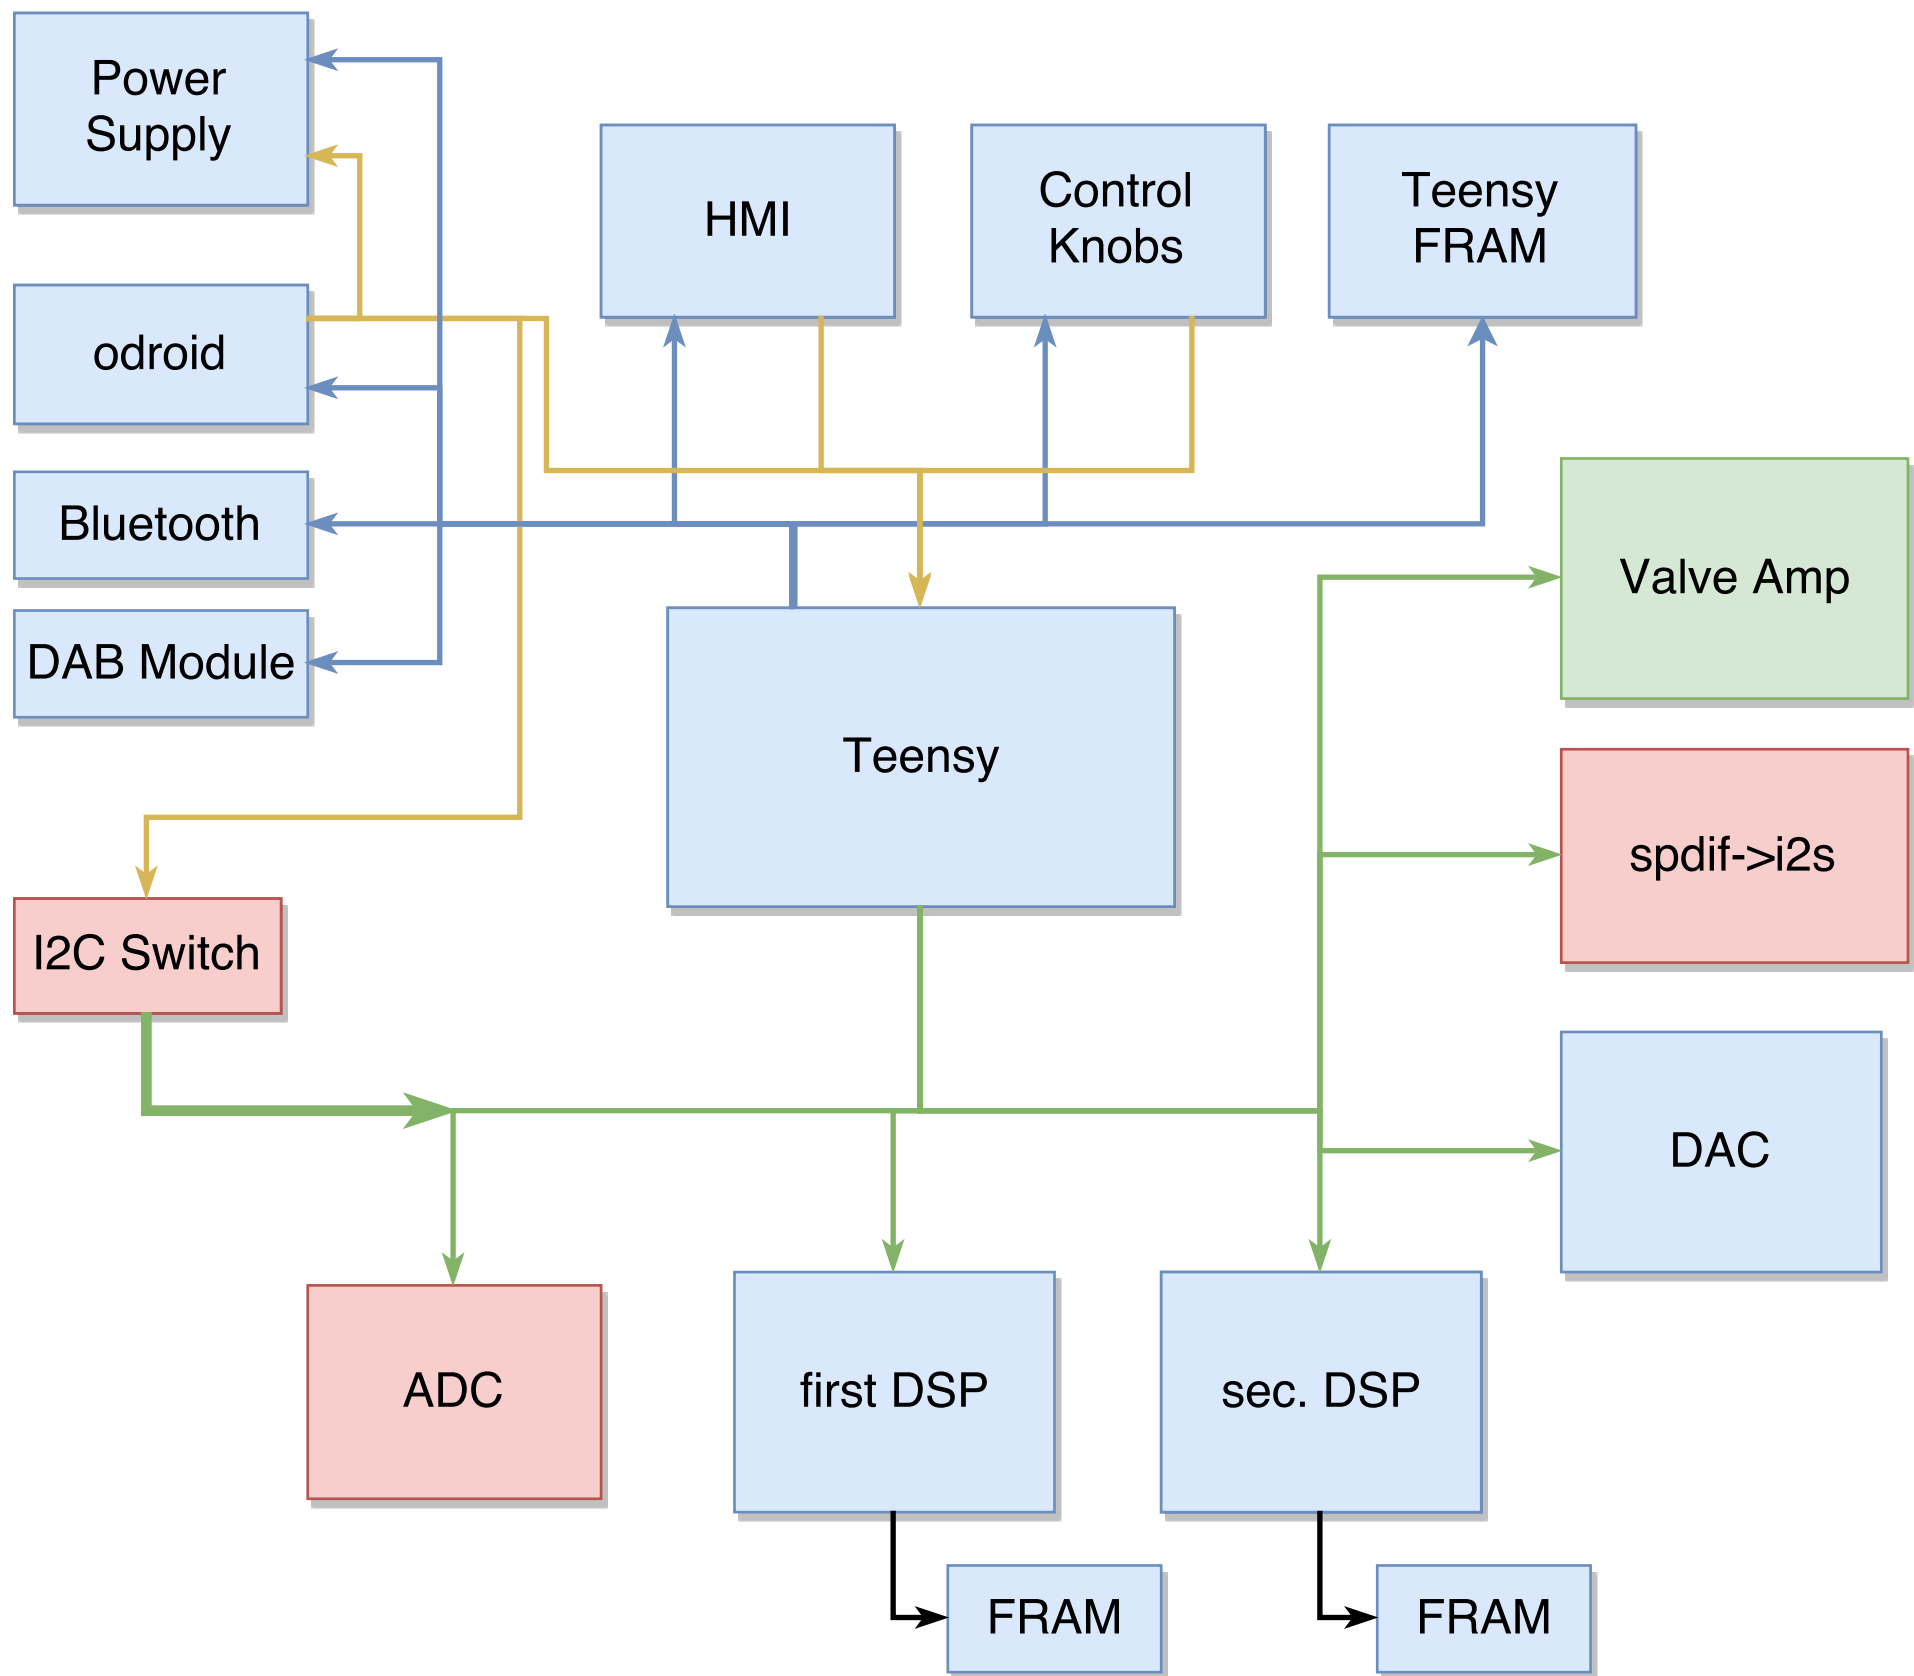 Power
Supply
HMI
Control
Knobs
Teensy
FRAM
odroid
Bluetooth
DAB Module
Valve Amp
Teensy
spdif->i2s
I2C Switch
DAC
ADC
first DSP
sec. DSP
FRAM
FRAM